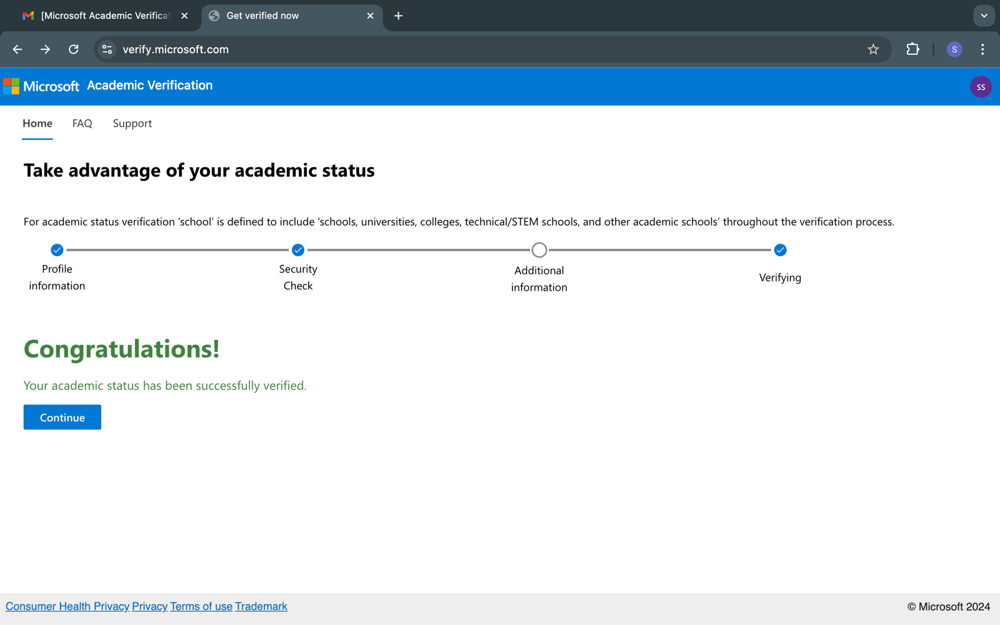 [Microsoft Academic Verificat
Get verified now
verify.microsoft.com
S
Microsoft Academic Verification
SS
Home FAQ Support
Take advantage of your academic status
For academic status verification ‘school’ is defined to include ‘schools, universities, colleges, technical/STEM schools, and other academic schools’ throughout the verification process.
Profile
information
Security
Check
Additional
information
Verifying
Congratulations!
Your academic status has been successfully verified.
Continue
Consumer Health Privacy Privacy Terms of use Trademark
© Microsoft 2024